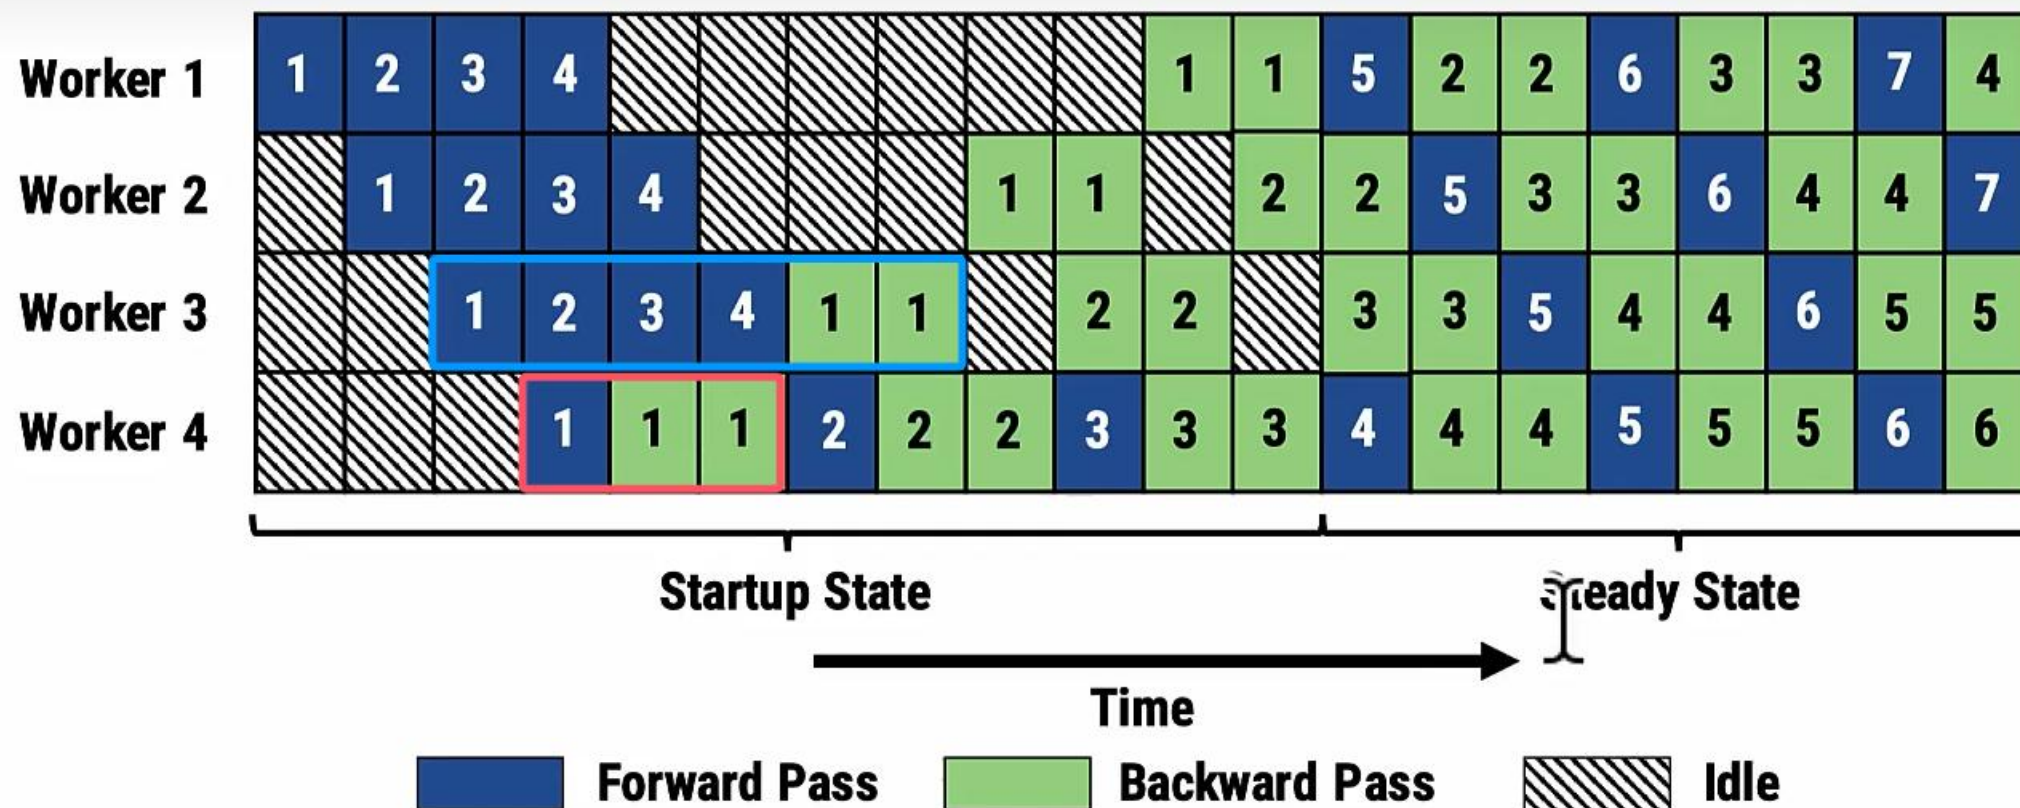 Worker 1 1 2 3 4 1 1 5 2 2 6 3 3 7 4
Worker 2 1 2 3 4 1 1 2 2 5 3 3 6 4 4 7
Worker 3 1 2 3 4 1 1 2 2 3 3 5 4 4 6 5 5
Worker 4 1 1 1 2 2 2 3 3 3 4 4 4 5 5 5 6 6
Startup State Steady State
Time
Forward Pass Backward Pass Idle